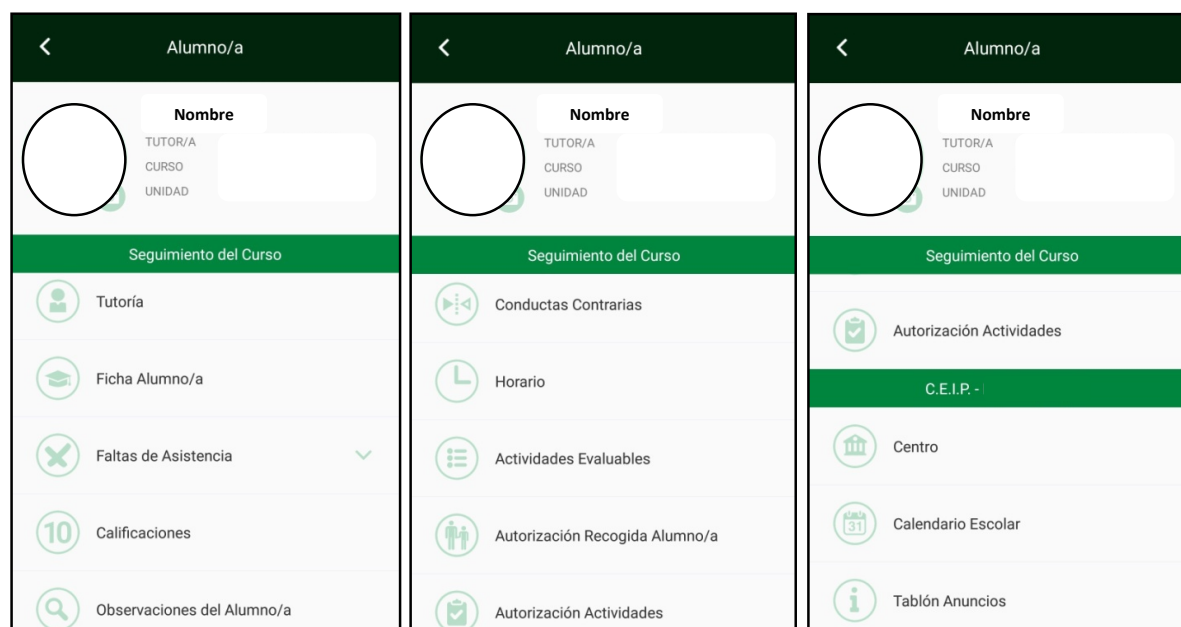 Alumno/a
Nombre
TUTOR/A
CURSO
UNIDAD
Seguimiento del Curso
Tutoría
Ficha Alumno/a
Faltas de Asistencia
10 Calificaciones
Observaciones del Alumno/a
Alumno/a
Nombre
TUTOR/A
CURSO
UNIDAD
Seguimiento del Curso
Conductas Contrarias
Horario
Actividades Evaluables
Autorización Recogida Alumno/a
Autorización Actividades
Alumno/a
Nombre
TUTOR/A
CURSO
UNIDAD
Seguimiento del Curso
Autorización Actividades
C.E.I.P. -
Centro
31 Calendario Escolar
Tablón Anuncios